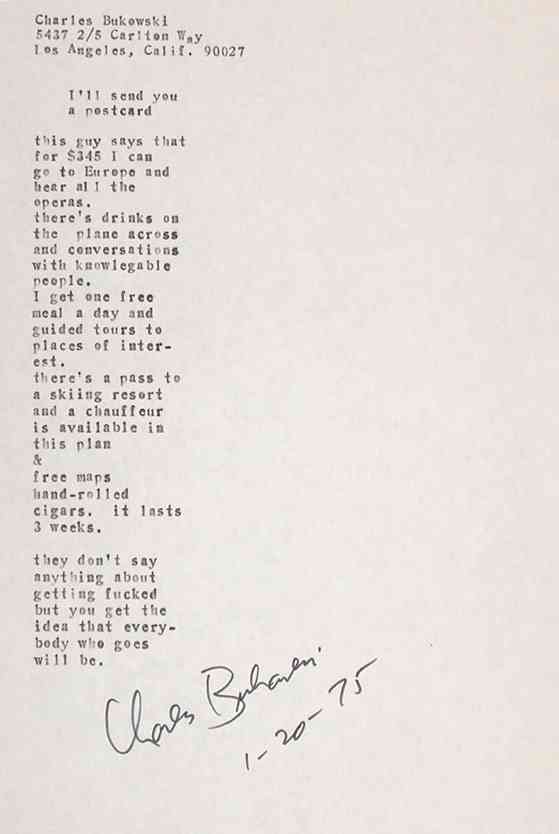 Charles Bukowski
5437 2/5 Carlton Way
Los Angeles, Calif. 90027
I'll send you
a postcard
this guy says that
for $345 I can
go to Europe and
hear all the
operas.
there's drinks on
the plane across
and conversations
with knowlegable
people.
I get one free
meal a day and
guided tours to
places of inter-
est.
there's a pass to
a skiing resort
and a chauffeur
is available in
this plan
&
free maps
hand-rolled
cigars. it lasts
3 weeks.
they don't say
anything about
getting fucked
but you get the
idea that every-
body who goes
will be.
Charles Bukowski
1-20-75